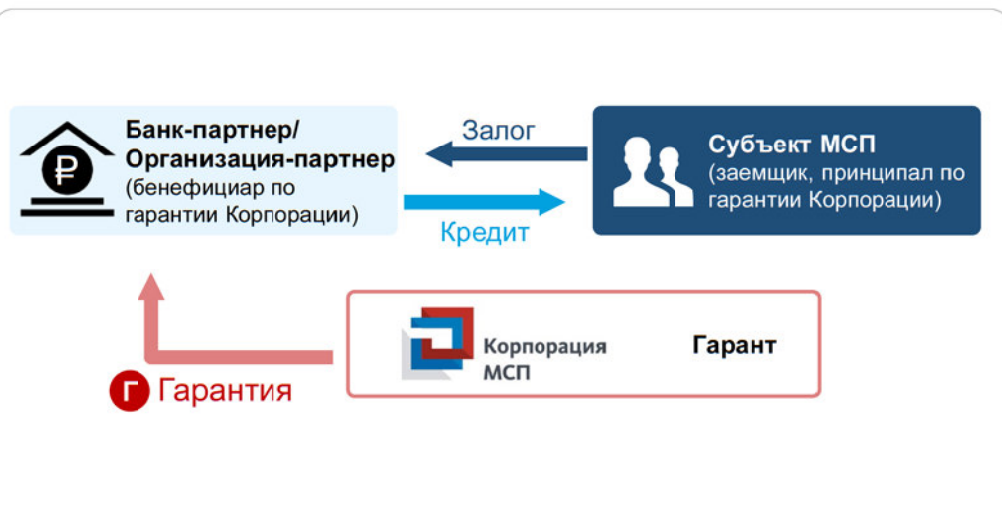 Банк-партнер/
Организация-партнер
(бенефициар по
гарантии Корпорации)
Залог
Кредит
Субъект МСП
(заемщик, принципал по
гарантии Корпорации)
Корпорация
МСП
Гарант
Г Гарантия